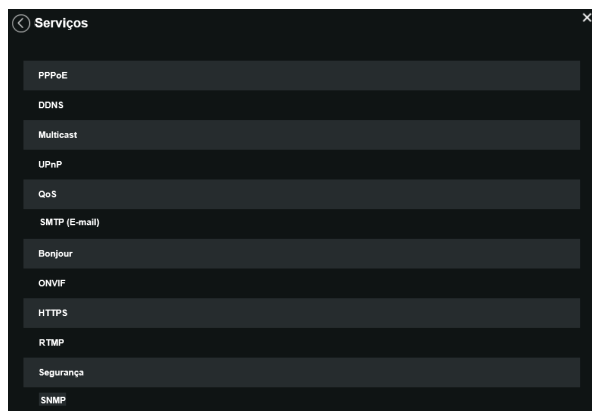 Serviços
PPPoE
DDNS
Multicast
UPnP
QoS
SMTP (E-mail)
Bonjour
ONVIF
HTTPS
RTMP
Segurança
SNMP